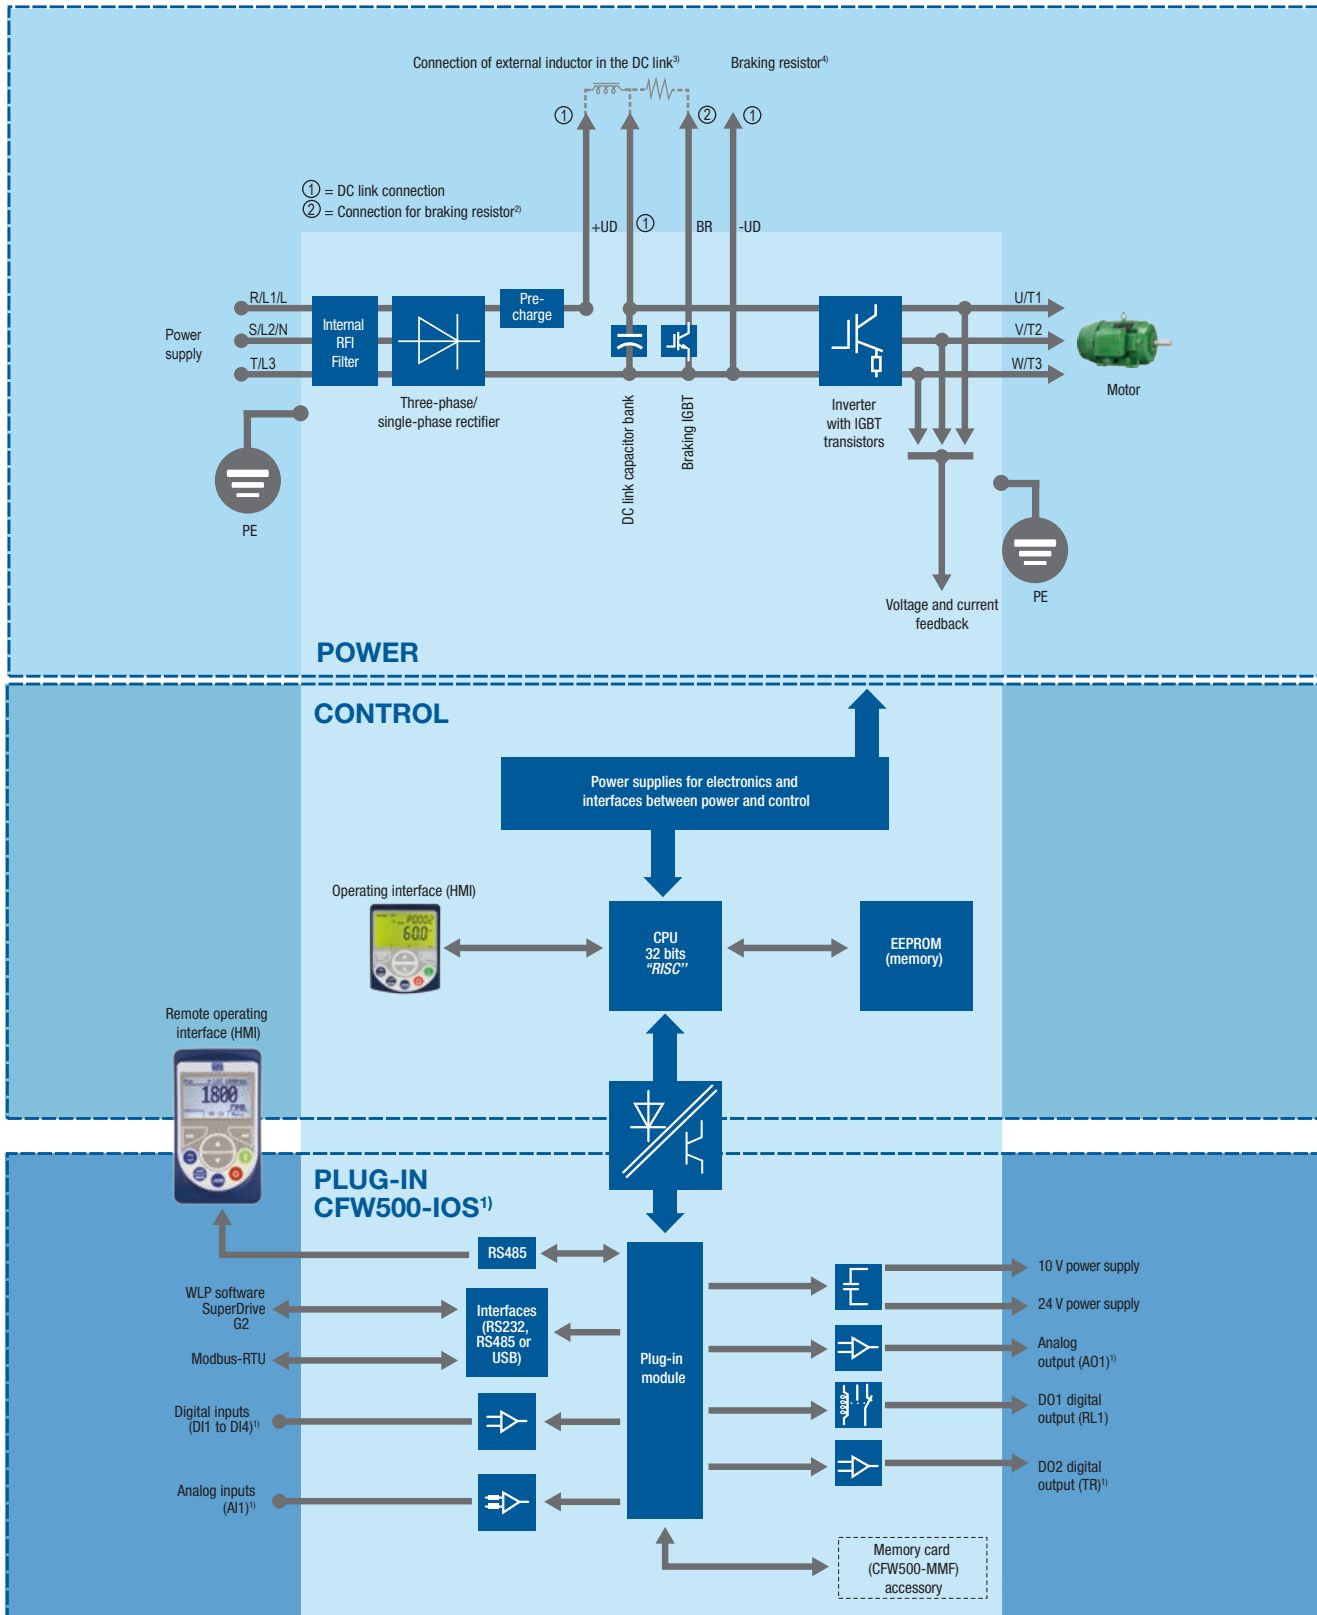 Connection of external inductor in the DC link3)
Braking resistor4)
1
2
1
1 = DC link connection
2 = Connection for braking resistor2)
+UD
1
BR
-UD
R/L1/L
S/L2/N
T/L3
Power
supply
Internal
RFI
Filter
Pre-
charge
Three-phase/
single-phase rectifier
DC link capacitor bank
Braking IGBT
Inverter
with IGBT
transistors
U/T1
V/T2
W/T3
Motor
PE
PE
Voltage and current
feedback
POWER
CONTROL
Power supplies for electronics and
interfaces between power and control
Operating interface (HMI)
60.0
CPU
32 bits
“RISC”
EEPROM
(memory)
Remote operating
interface (HMI)
1800
PLUG-IN
CFW500-IOS1)
RS485
WLP software
SuperDrive
G2
Modbus-RTU
Interfaces
(RS232,
RS485 or
USB)
Digital inputs
(DI1 to DI4)1)
Analog inputs
(AI1)1)
Plug-in
module
10 V power supply
24 V power supply
Analog
output (AO1)1)
DO1 digital
output (RL1)
DO2 digital
output (TR)1)
Memory card
(CFW500-MMF)
accessory